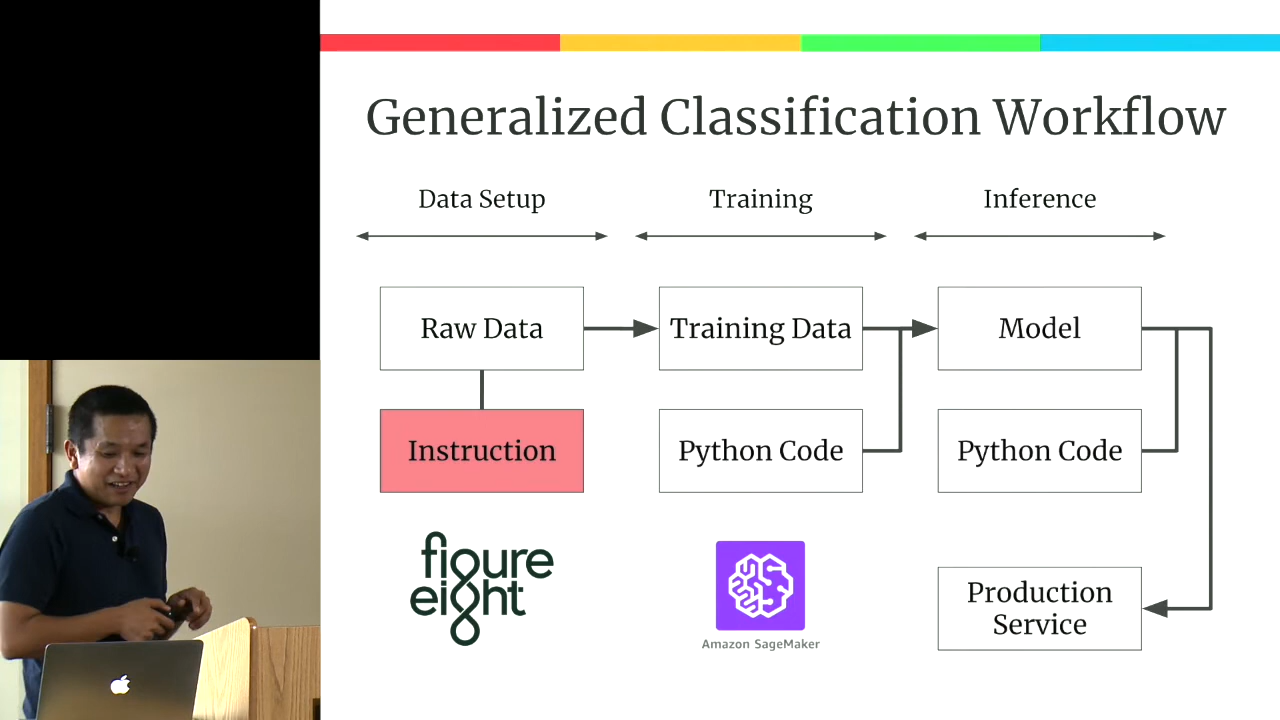 Generalized Classification Workflow
Data Setup
Training
Inference
Raw Data
Training Data
Model
Instruction
Python Code
Python Code
figure
eight
Amazon SageMaker
Production
Service